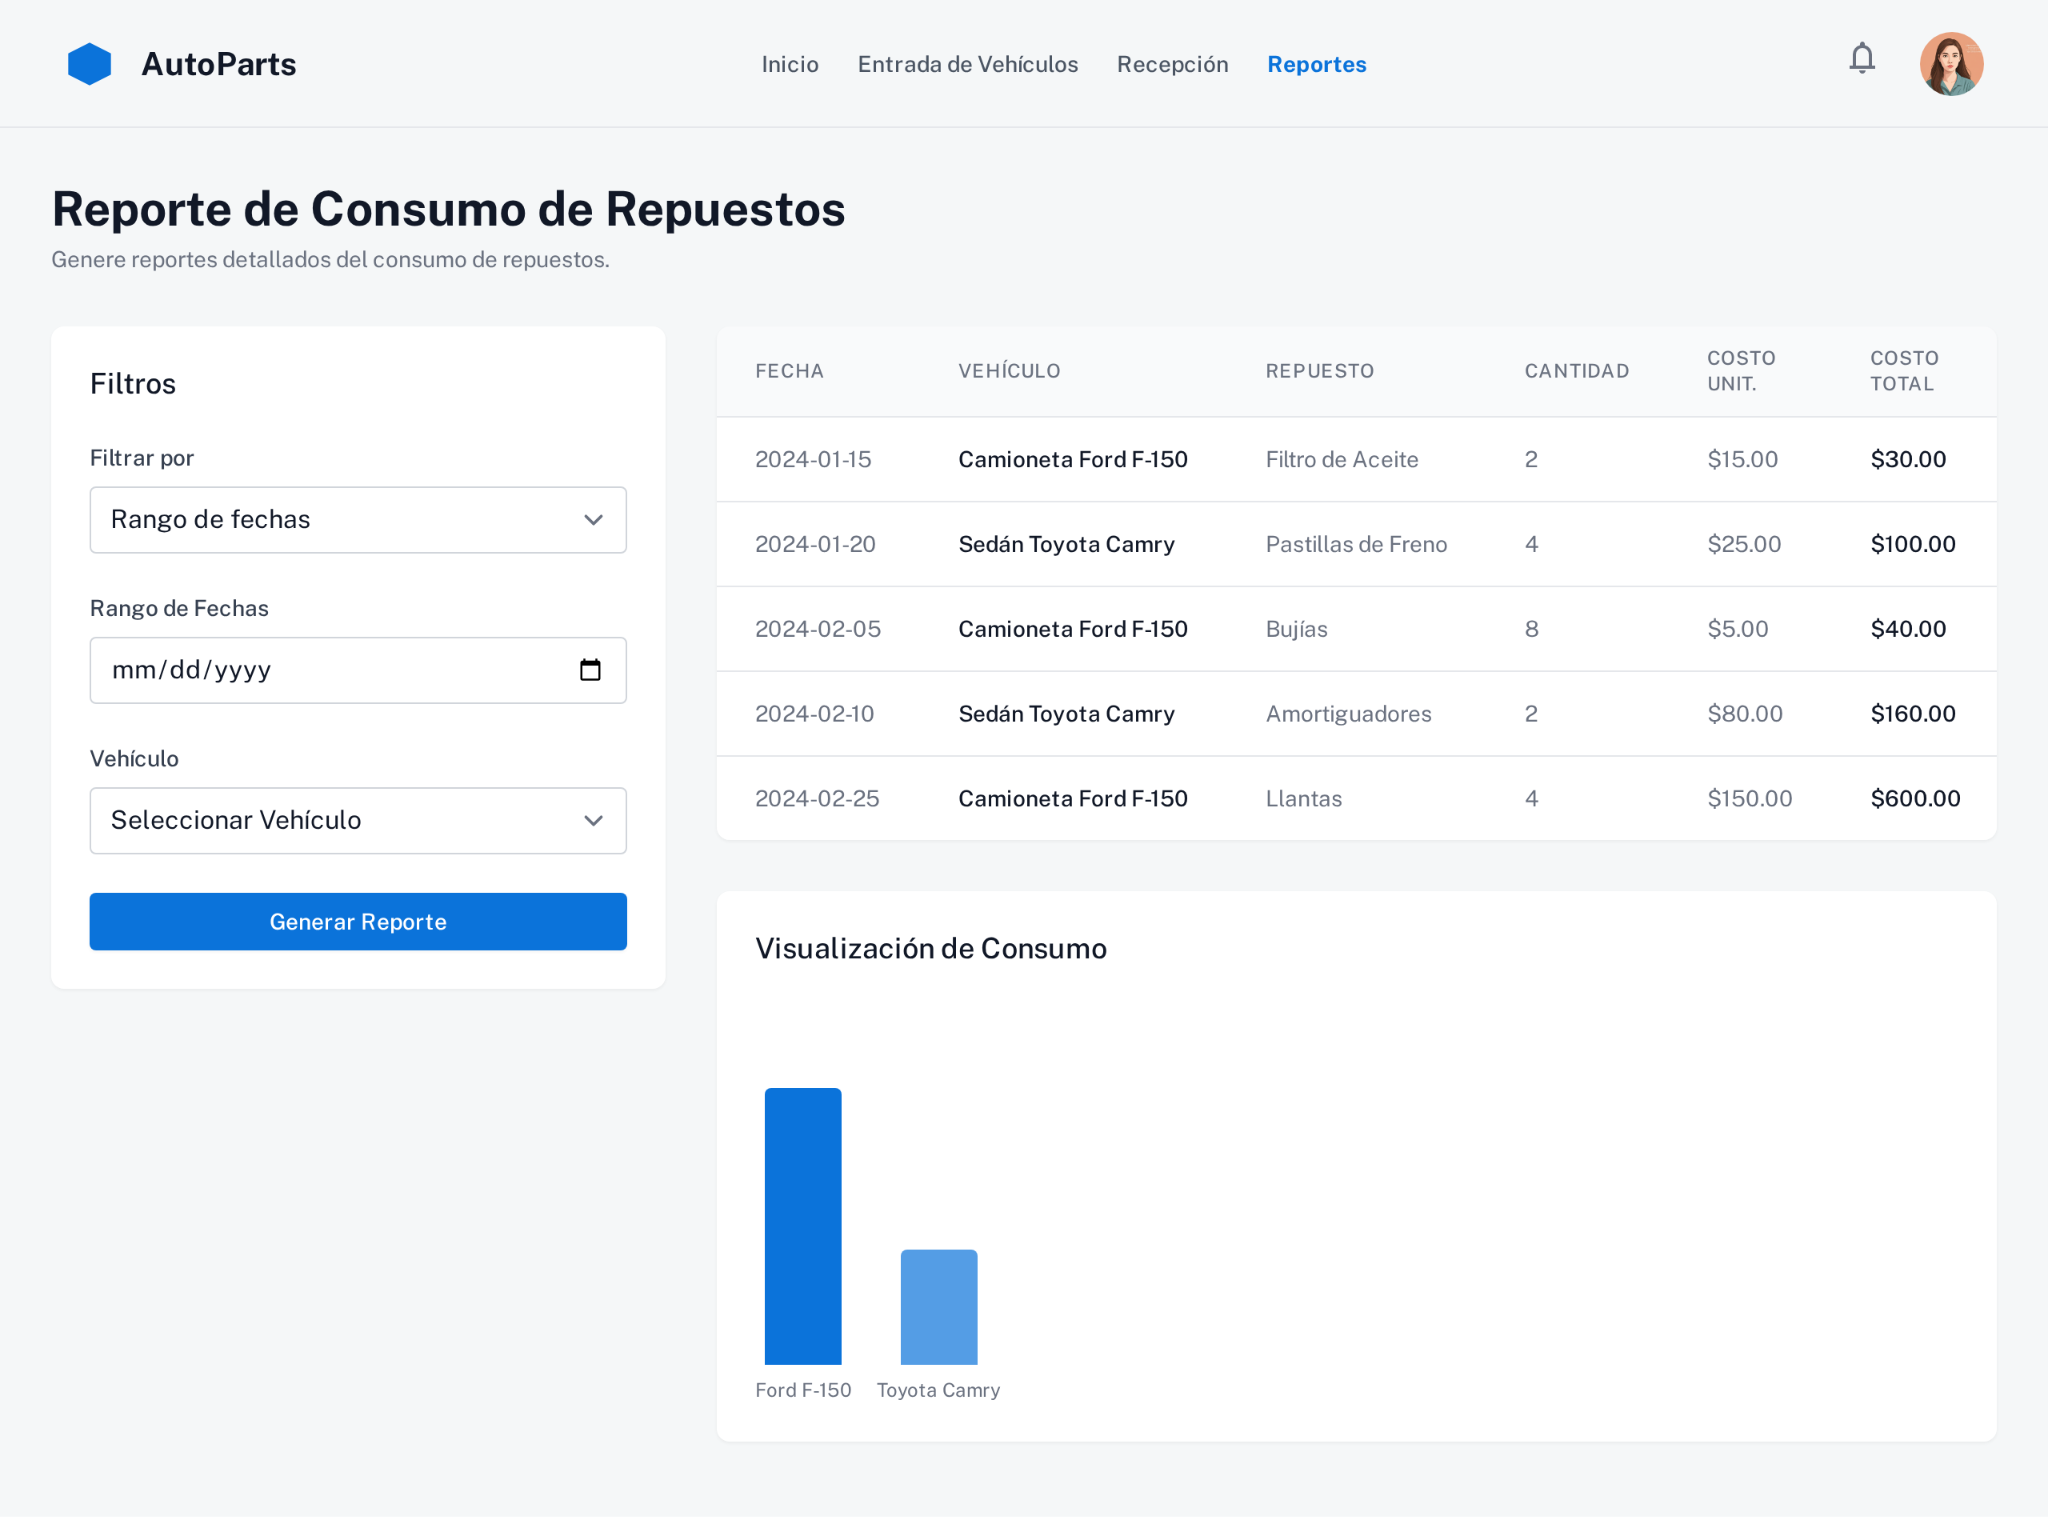 AutoParts
Inicio
Entrada de Vehículos
Recepción
Reportes
Reporte de Consumo de Repuestos
Genere reportes detallados del consumo de repuestos.
Filtros
Filtrar por
Rango de fechas
Rango de Fechas
mm/dd/yyyy
Vehículo
Seleccionar Vehículo
Generar Reporte
FECHA VEHÍCULO REPUESTO CANTIDAD COSTO UNIT. COSTO TOTAL
2024-01-15 Camioneta Ford F-150 Filtro de Aceite 2 $15.00 $30.00
2024-01-20 Sedán Toyota Camry Pastillas de Freno 4 $25.00 $100.00
2024-02-05 Camioneta Ford F-150 Bujías 8 $5.00 $40.00
2024-02-10 Sedán Toyota Camry Amortiguadores 2 $80.00 $160.00
2024-02-25 Camioneta Ford F-150 Llantas 4 $150.00 $600.00
Visualización de Consumo
Ford F-150 Toyota Camry